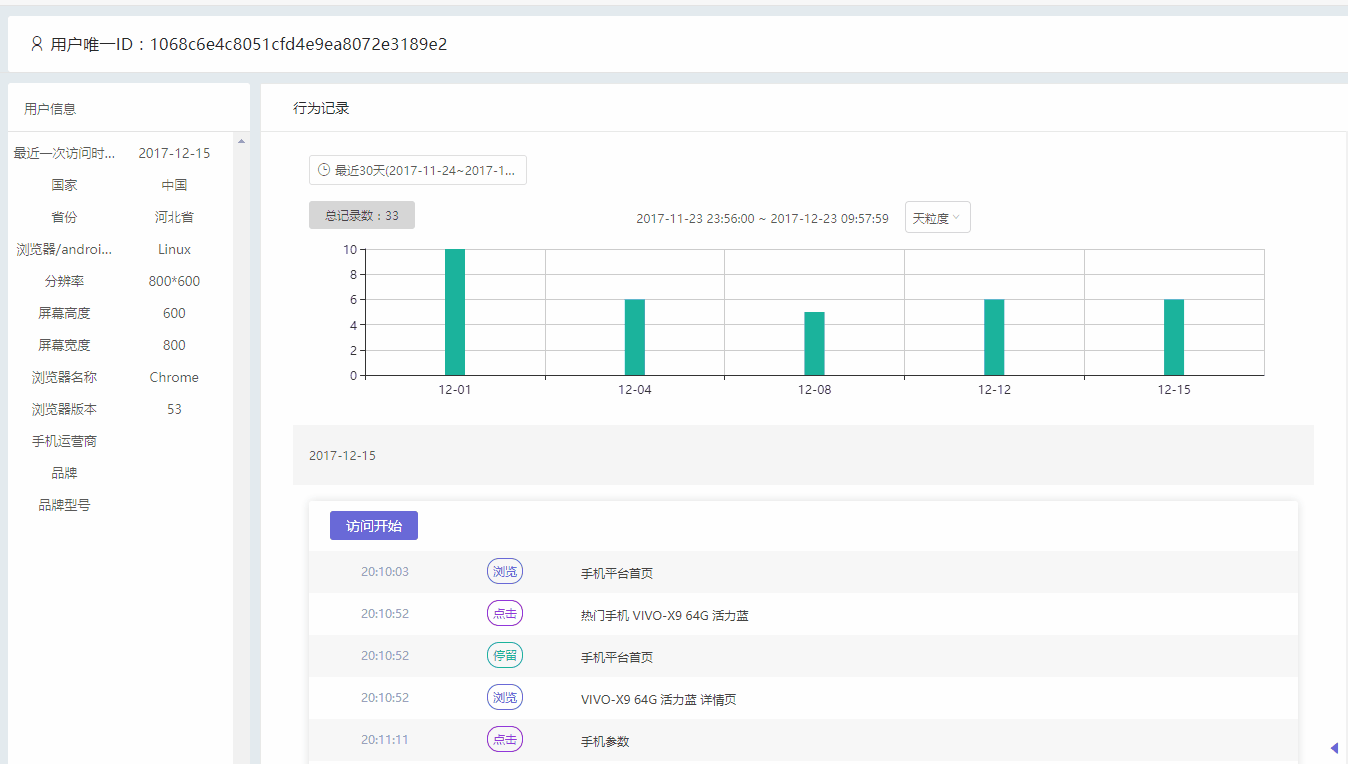 用户唯一ID：1068c6e4c8051cfd4e9ea8072e3189e2
用户信息
最近一次访问时... 2017-12-15
国家 中国
省份 河北省
浏览器/androi... Linux
分辨率 800*600
屏幕高度 600
屏幕宽度 800
浏览器名称 Chrome
浏览器版本 53
手机运营商
品牌
品牌型号
行为记录
最近30天(2017-11-24~2017-1...
总记录数：33
2017-11-23 23:56:00 ~ 2017-12-23 09:57:59
天粒度
10
8
6
4
2
0
12-01 12-04 12-08 12-12 12-15
2017-12-15
访问开始
20:10:03 浏览 手机平台首页
20:10:52 点击 热门手机 VIVO-X9 64G 活力蓝
20:10:52 停留 手机平台首页
20:10:52 浏览 VIVO-X9 64G 活力蓝 详情页
20:11:11 点击 手机参数